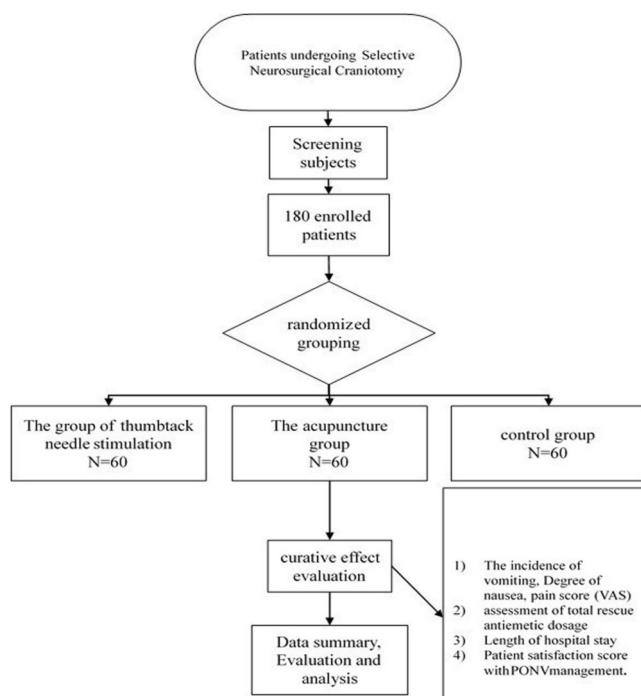 Patients undergoing Selective
Neurosurgical Craniotomy
Screening
subjects
180 enrolled
patients
randomized
grouping
The group of thumbtack
needle stimulation
N=60
The acupuncture
group
N=60
control group
N=60
curative effect
evaluation
1) The incidence of
vomiting, Degree of
nausea, pain score (VAS)
2) assessment of total rescue
antiemetic dosage
3) Length of hospital stay
4) Patient satisfaction score
withPONVmanagement.
Data summary,
Evaluation and
analysis